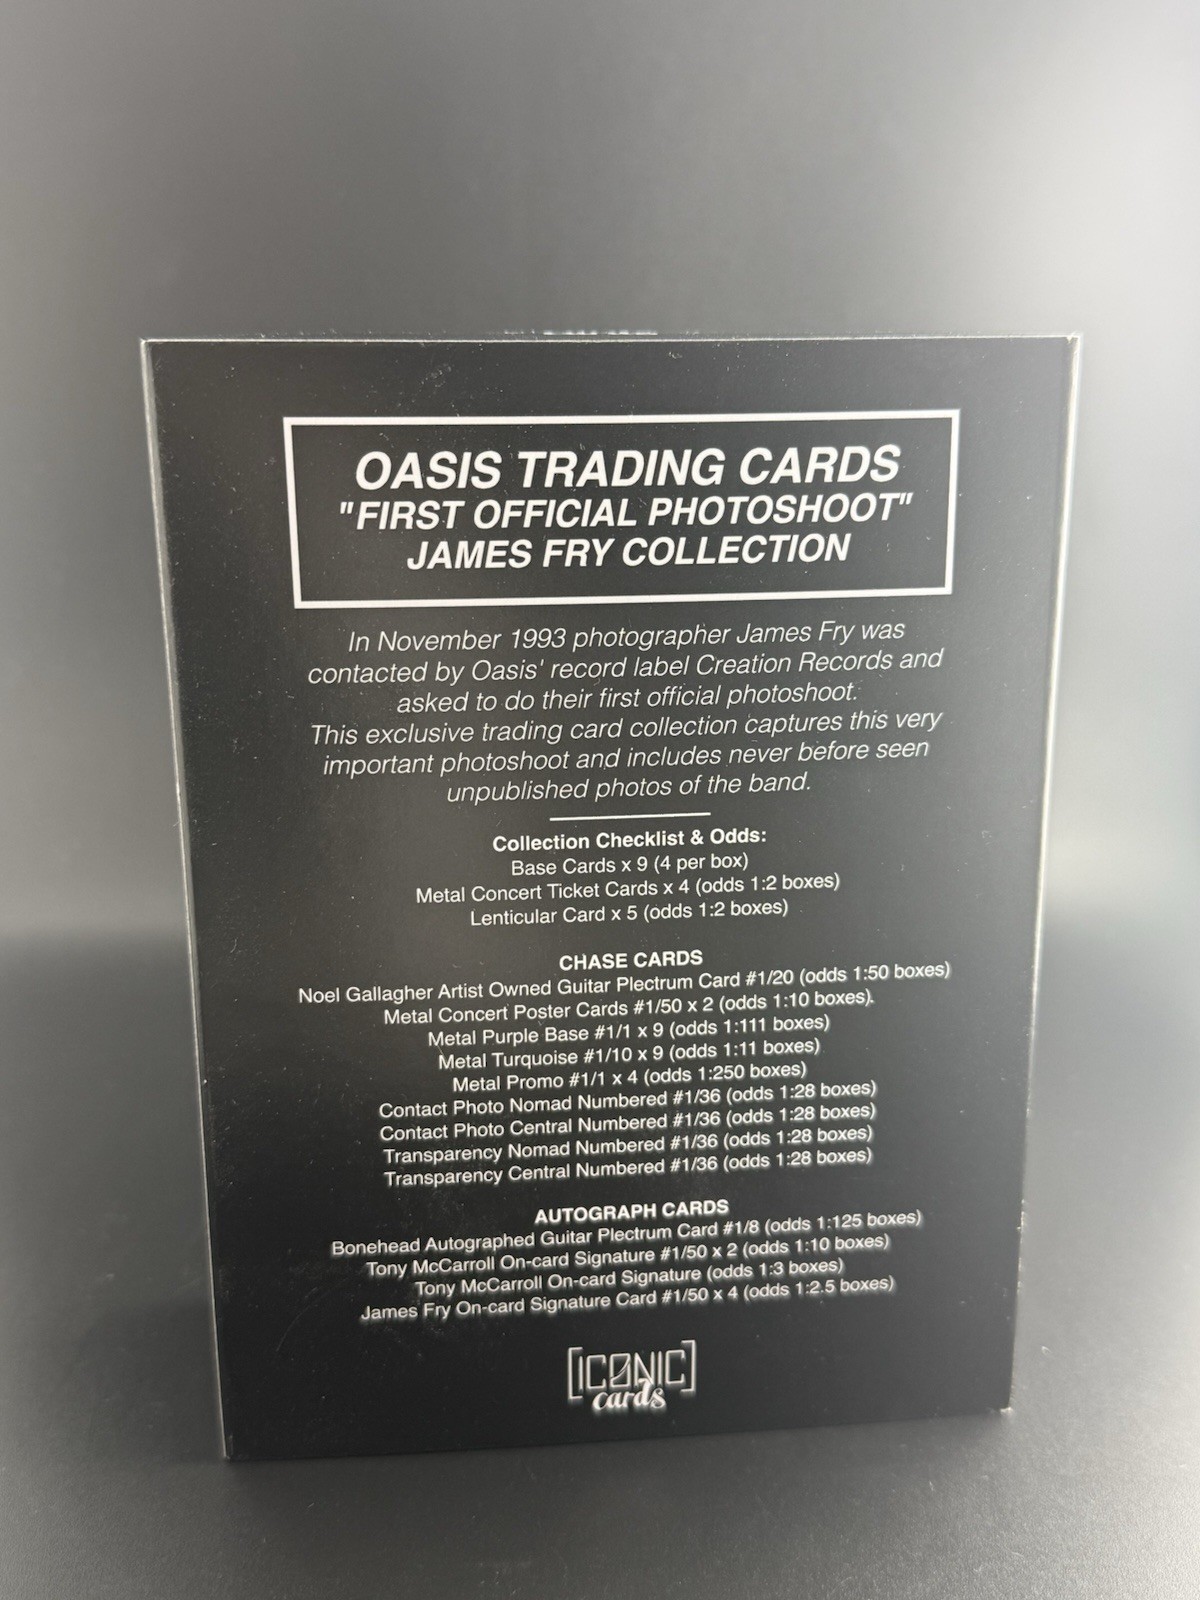 OASIS TRADING CARDS
"FIRST OFFICIAL PHOTOSHOOT"
JAMES FRY COLLECTION
In November 1993 photographer James Fry was
contacted by Oasis' record label Creation Records and
asked to do their first official photoshoot.
This exclusive trading card collection captures this very
important photoshoot and includes never before seen
unpublished photos of the band.
Collection Checklist & Odds:
Base Cards x 9 (4 per box)
Metal Concert Ticket Cards x 4 (odds 1:2 boxes)
Lenticular Card x 5 (odds 1:2 boxes)
CHASE CARDS
Noel Gallagher Artist Owned Guitar Plectrum Card #1/20 (odds 1:50 boxes)
Metal Concert Poster Cards #1/50 x 2 (odds 1:10 boxes).
Metal Purple Base #1/1 x 9 (odds 1:111 boxes)
Metal Turquoise #1/10 x 9 (odds 1:11 boxes)
Metal Promo #1/1 x 4 (odds 1:250 boxes)
Contact Photo Nomad Numbered #1/36 (odds 1:28 boxes)
Contact Photo Central Numbered #1/36 (odds 1:28 boxes)
Transparency Nomad Numbered #1/36 (odds 1:28 boxes)
Transparency Central Numbered #1/36 (odds 1:28 boxes)
AUTOGRAPH CARDS
Bonehead Autographed Guitar Plectrum Card #1/8 (odds 1:125 boxes)
Tony McCarroll On-card Signature #1/50 x 2 (odds 1:10 boxes)
Tony McCarroll On-card Signature (odds 1:3 boxes)
James Fry On-card Signature Card #1/50 x 4 (odds 1:2.5 boxes)
[ICONIC]
cards